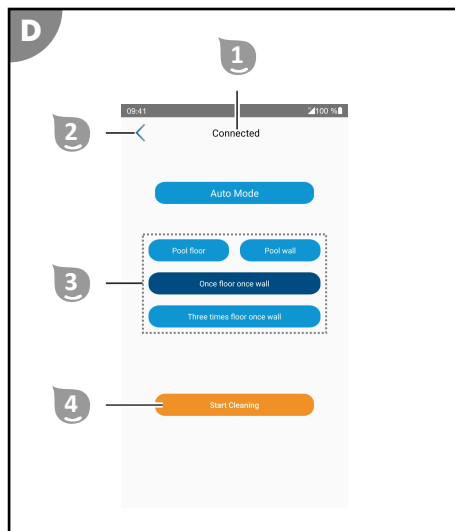 D
1
09:41 100 %
2
Connected
Auto Mode
Pool floor Pool wall
3
Once floor once wall
Three times floor once wall
4
Start Cleaning